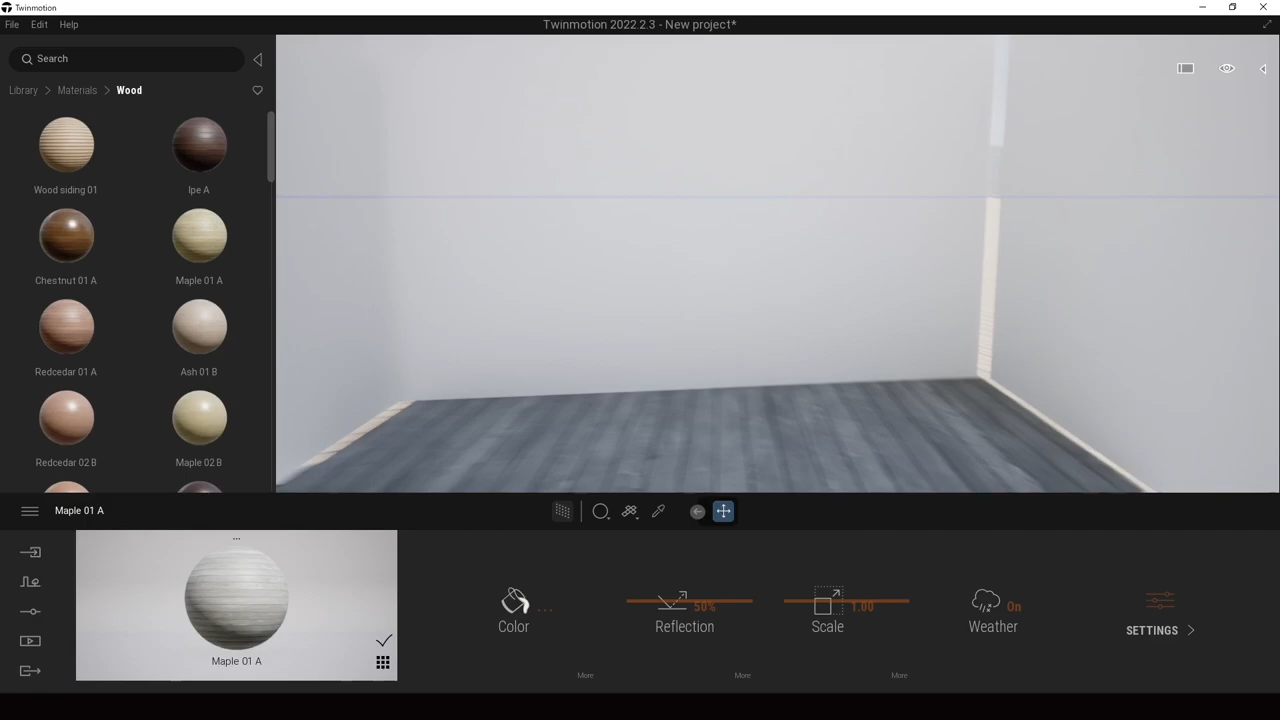 Twinmotion
File Edit Help
Twinmotion 2022.2.3 - New project*
Search
Library Materials Wood
Wood siding 01
Ipe A
Chestnut 01 A
Maple 01 A
Redcedar 01 A
Ash 01 B
Redcedar 02 B
Maple 02 B
Maple 01 A
...
Maple 01 A
...
Color
50%
Reflection
1.00
Scale
On
Weather
SETTINGS
More
More
More